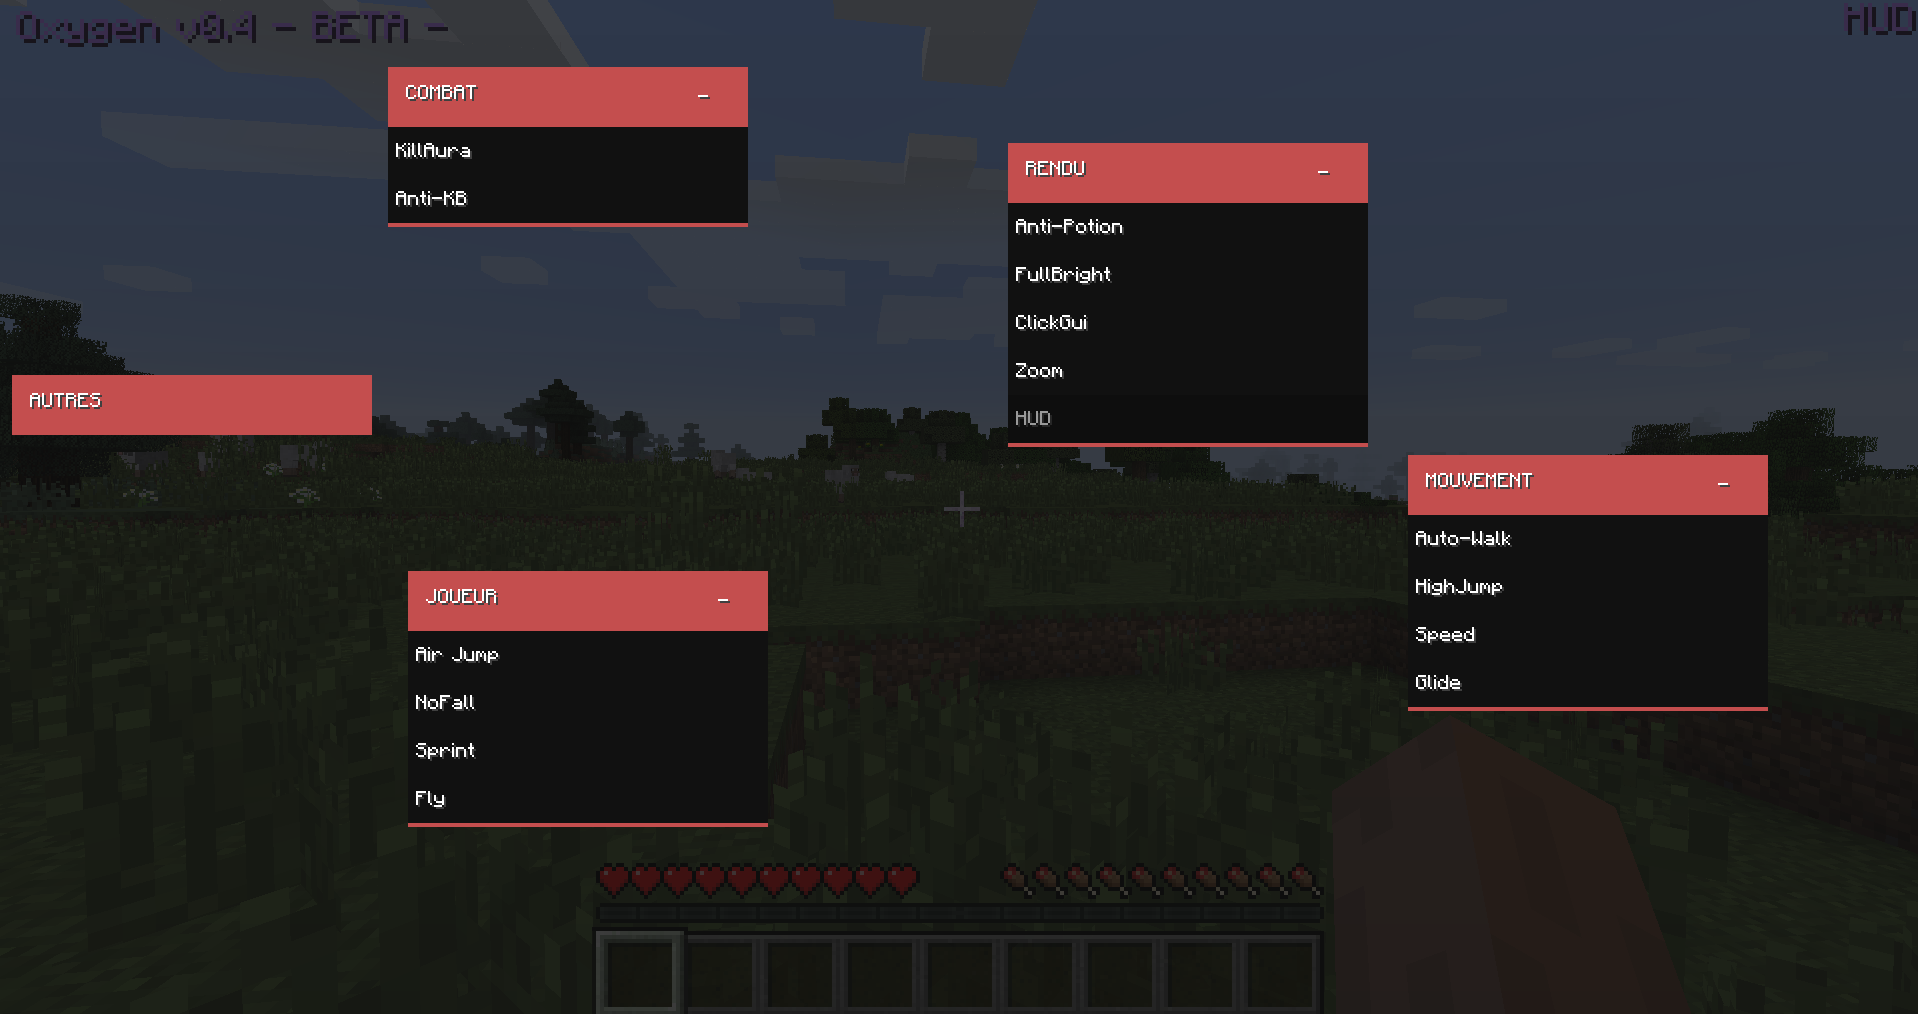 Oxygen v0.4 - BETA -
HUD
COMBAT -
KillAura
Anti-KB
RENDU -
Anti-Potion
FullBright
ClickGui
Zoom
HUD
AUTRES
MOUVEMENT -
Auto-Walk
HighJump
Speed
Glide
JOUEUR -
Air Jump
NoFall
Sprint
Fly